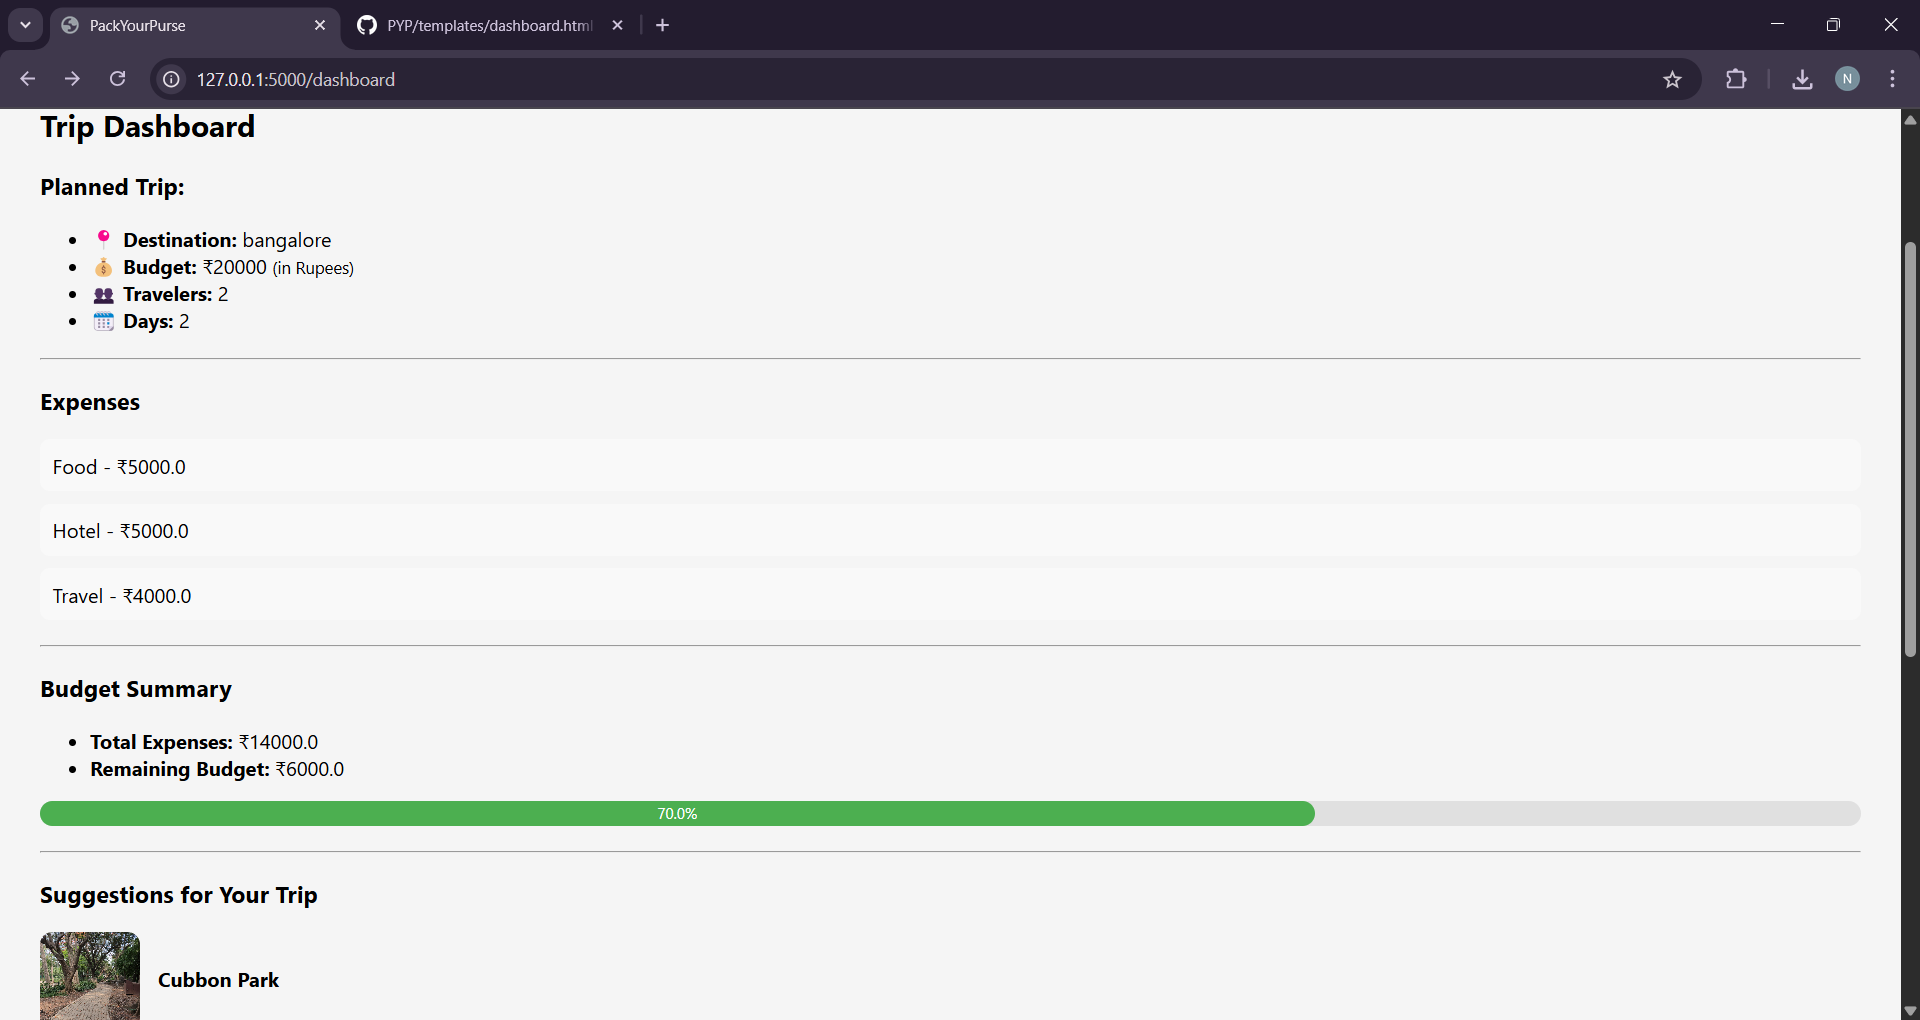 PackYourPurse
PYP/templates/dashboard.html
127.0.0.1:5000/dashboard
N
Trip Dashboard
Planned Trip:
Destination: bangalore
Budget: ₹20000 (in Rupees)
Travelers: 2
Days: 2
Expenses
Food - ₹5000.0
Hotel - ₹5000.0
Travel - ₹4000.0
Budget Summary
Total Expenses: ₹14000.0
Remaining Budget: ₹6000.0
70.0%
Suggestions for Your Trip
Cubbon Park